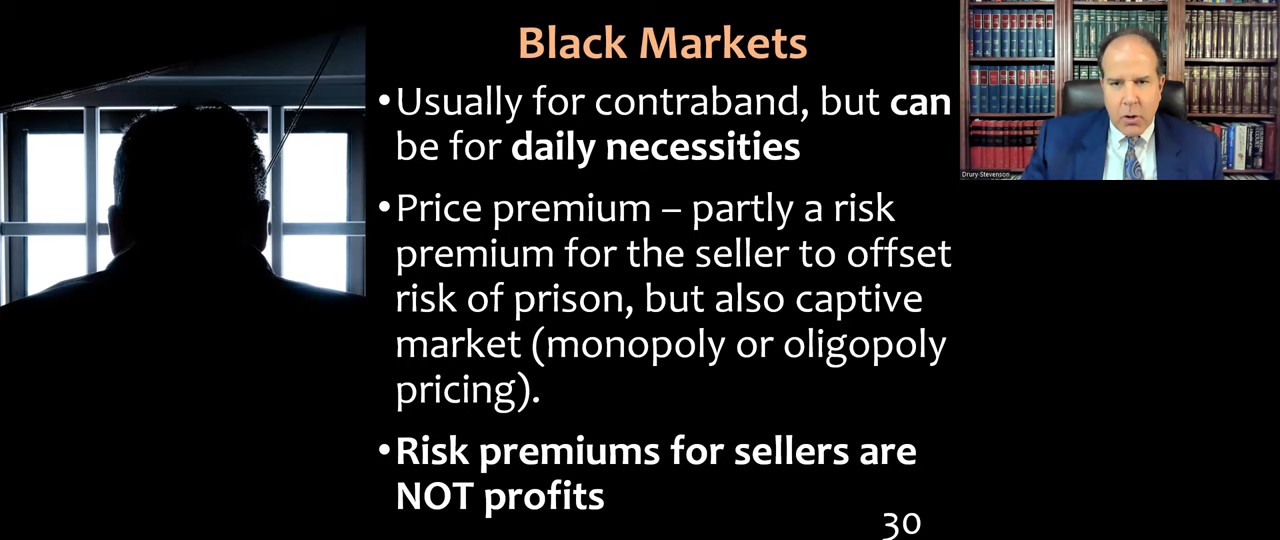 Black Markets
•Usually for contraband, but can
be for daily necessities
•Price premium – partly a risk
premium for the seller to offset
risk of prison, but also captive
market (monopoly or oligopoly
pricing).
•Risk premiums for sellers are
NOT profits
30
Drury Stevenson